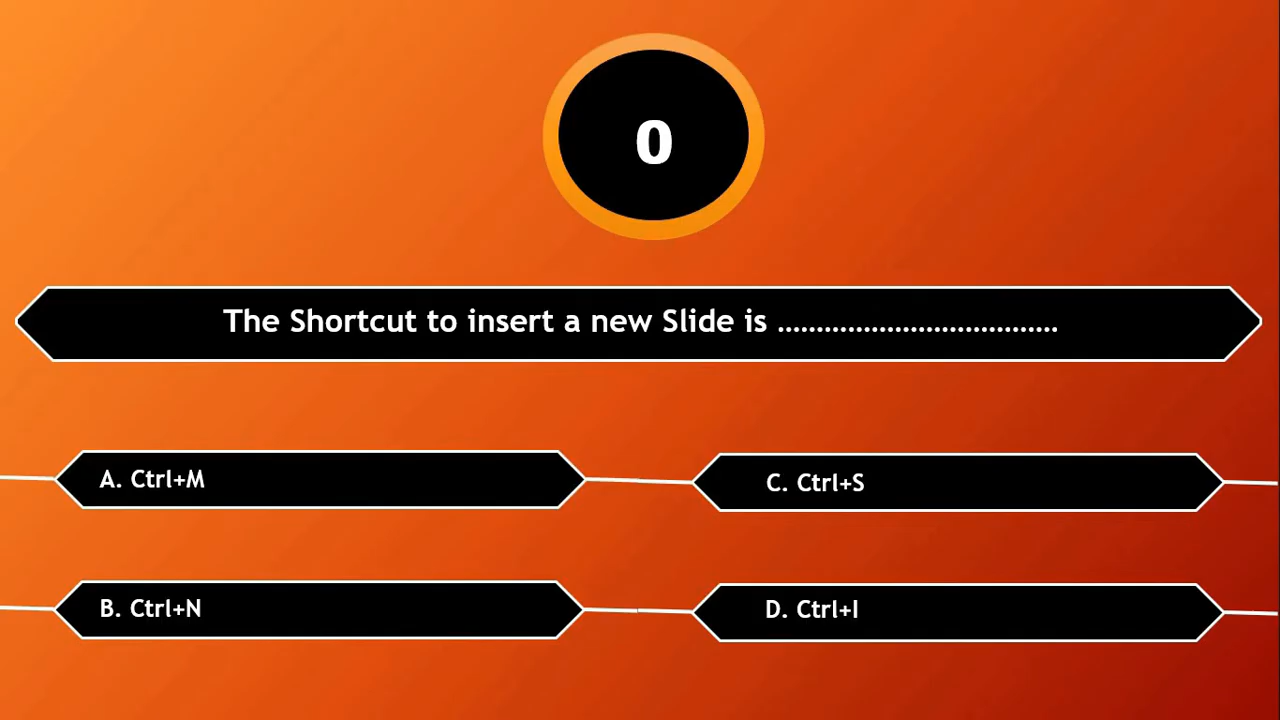 0
The Shortcut to insert a new Slide is ....................................
A. Ctrl+M
C. Ctrl+S
B. Ctrl+N
D. Ctrl+I